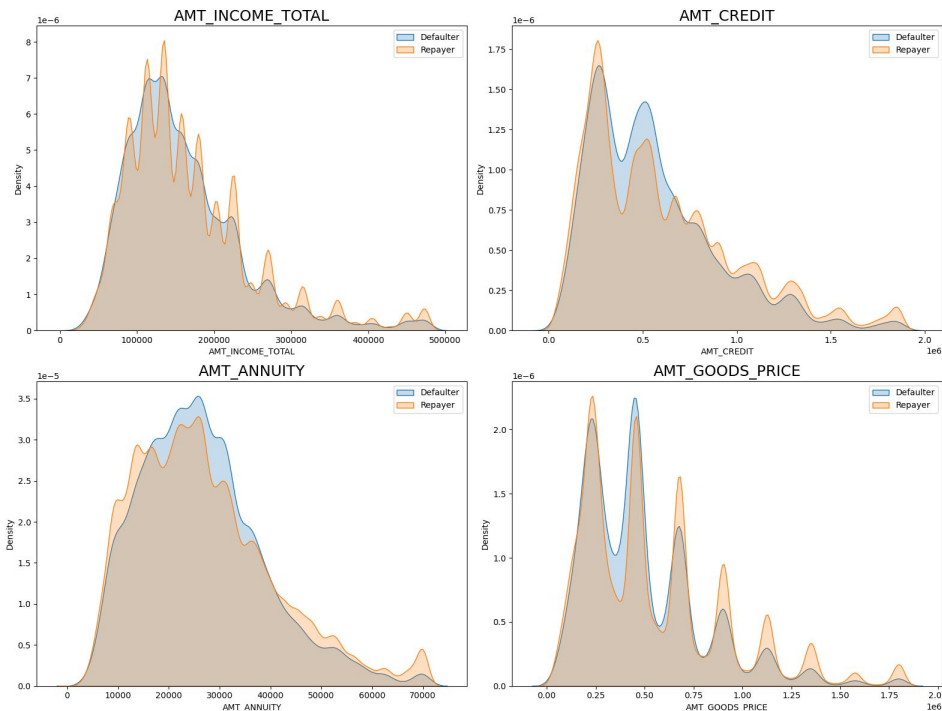 AMT_INCOME_TOTAL
1e−6
Defaulter
Repayer
8
7
6
5
4
3
2
1
0
Density
0
100000
200000
300000
400000
500000
AMT_INCOME_TOTAL
AMT_CREDIT
1e−6
Defaulter
Repayer
1.75
1.50
1.25
1.00
0.75
0.50
0.25
0.00
Density
0.0
0.5
1.0
1.5
2.0
1e6
AMT_CREDIT
AMT_ANNUITY
1e−5
Defaulter
Repayer
3.5
3.0
2.5
2.0
1.5
1.0
0.5
0.0
Density
0
10000
20000
30000
40000
50000
60000
70000
AMT_ANNUITY
AMT_GOODS_PRICE
1e−6
Defaulter
Repayer
2.0
1.5
1.0
0.5
0.0
Density
0.00
0.25
0.50
0.75
1.00
1.25
1.50
1.75
2.00
1e6
AMT_GOODS_PRICE